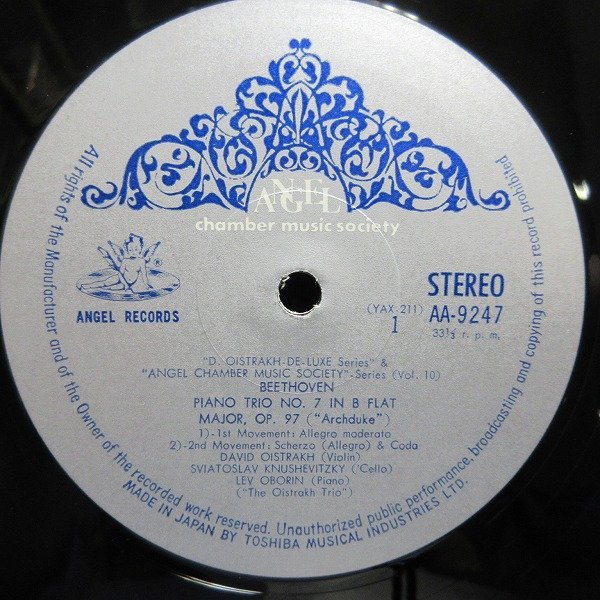 ANGEL
chamber music society
®
ANGEL RECORDS
STEREO
(YAX-211)
AA-9247
1
33⅓ r. p. m.
"D. OISTRAKH-DE-LUXE Series" &
"ANGEL CHAMBER MUSIC SOCIETY"-Series (Vol. 10)
BEETHOVEN
PIANO TRIO NO. 7 IN B FLAT
MAJOR, OP. 97 ("Archduke")
1)-1st Movement: Allegro moderato
2)-2nd Movement: Scherzo (Allegro) & Coda
DAVID OISTRAKH (Violin)
SVIATOSLAV KNUSHEVITZKY ('Cello)
LEV OBORIN (Piano)
("The Oistrakh Trio")
All rights of the Manufacturer and of the Owner of the recorded work reserved. Unauthorized public performance, broadcasting and copying of this record prohibited
MADE IN JAPAN BY TOSHIBA MUSICAL INDUSTRIES LTD.